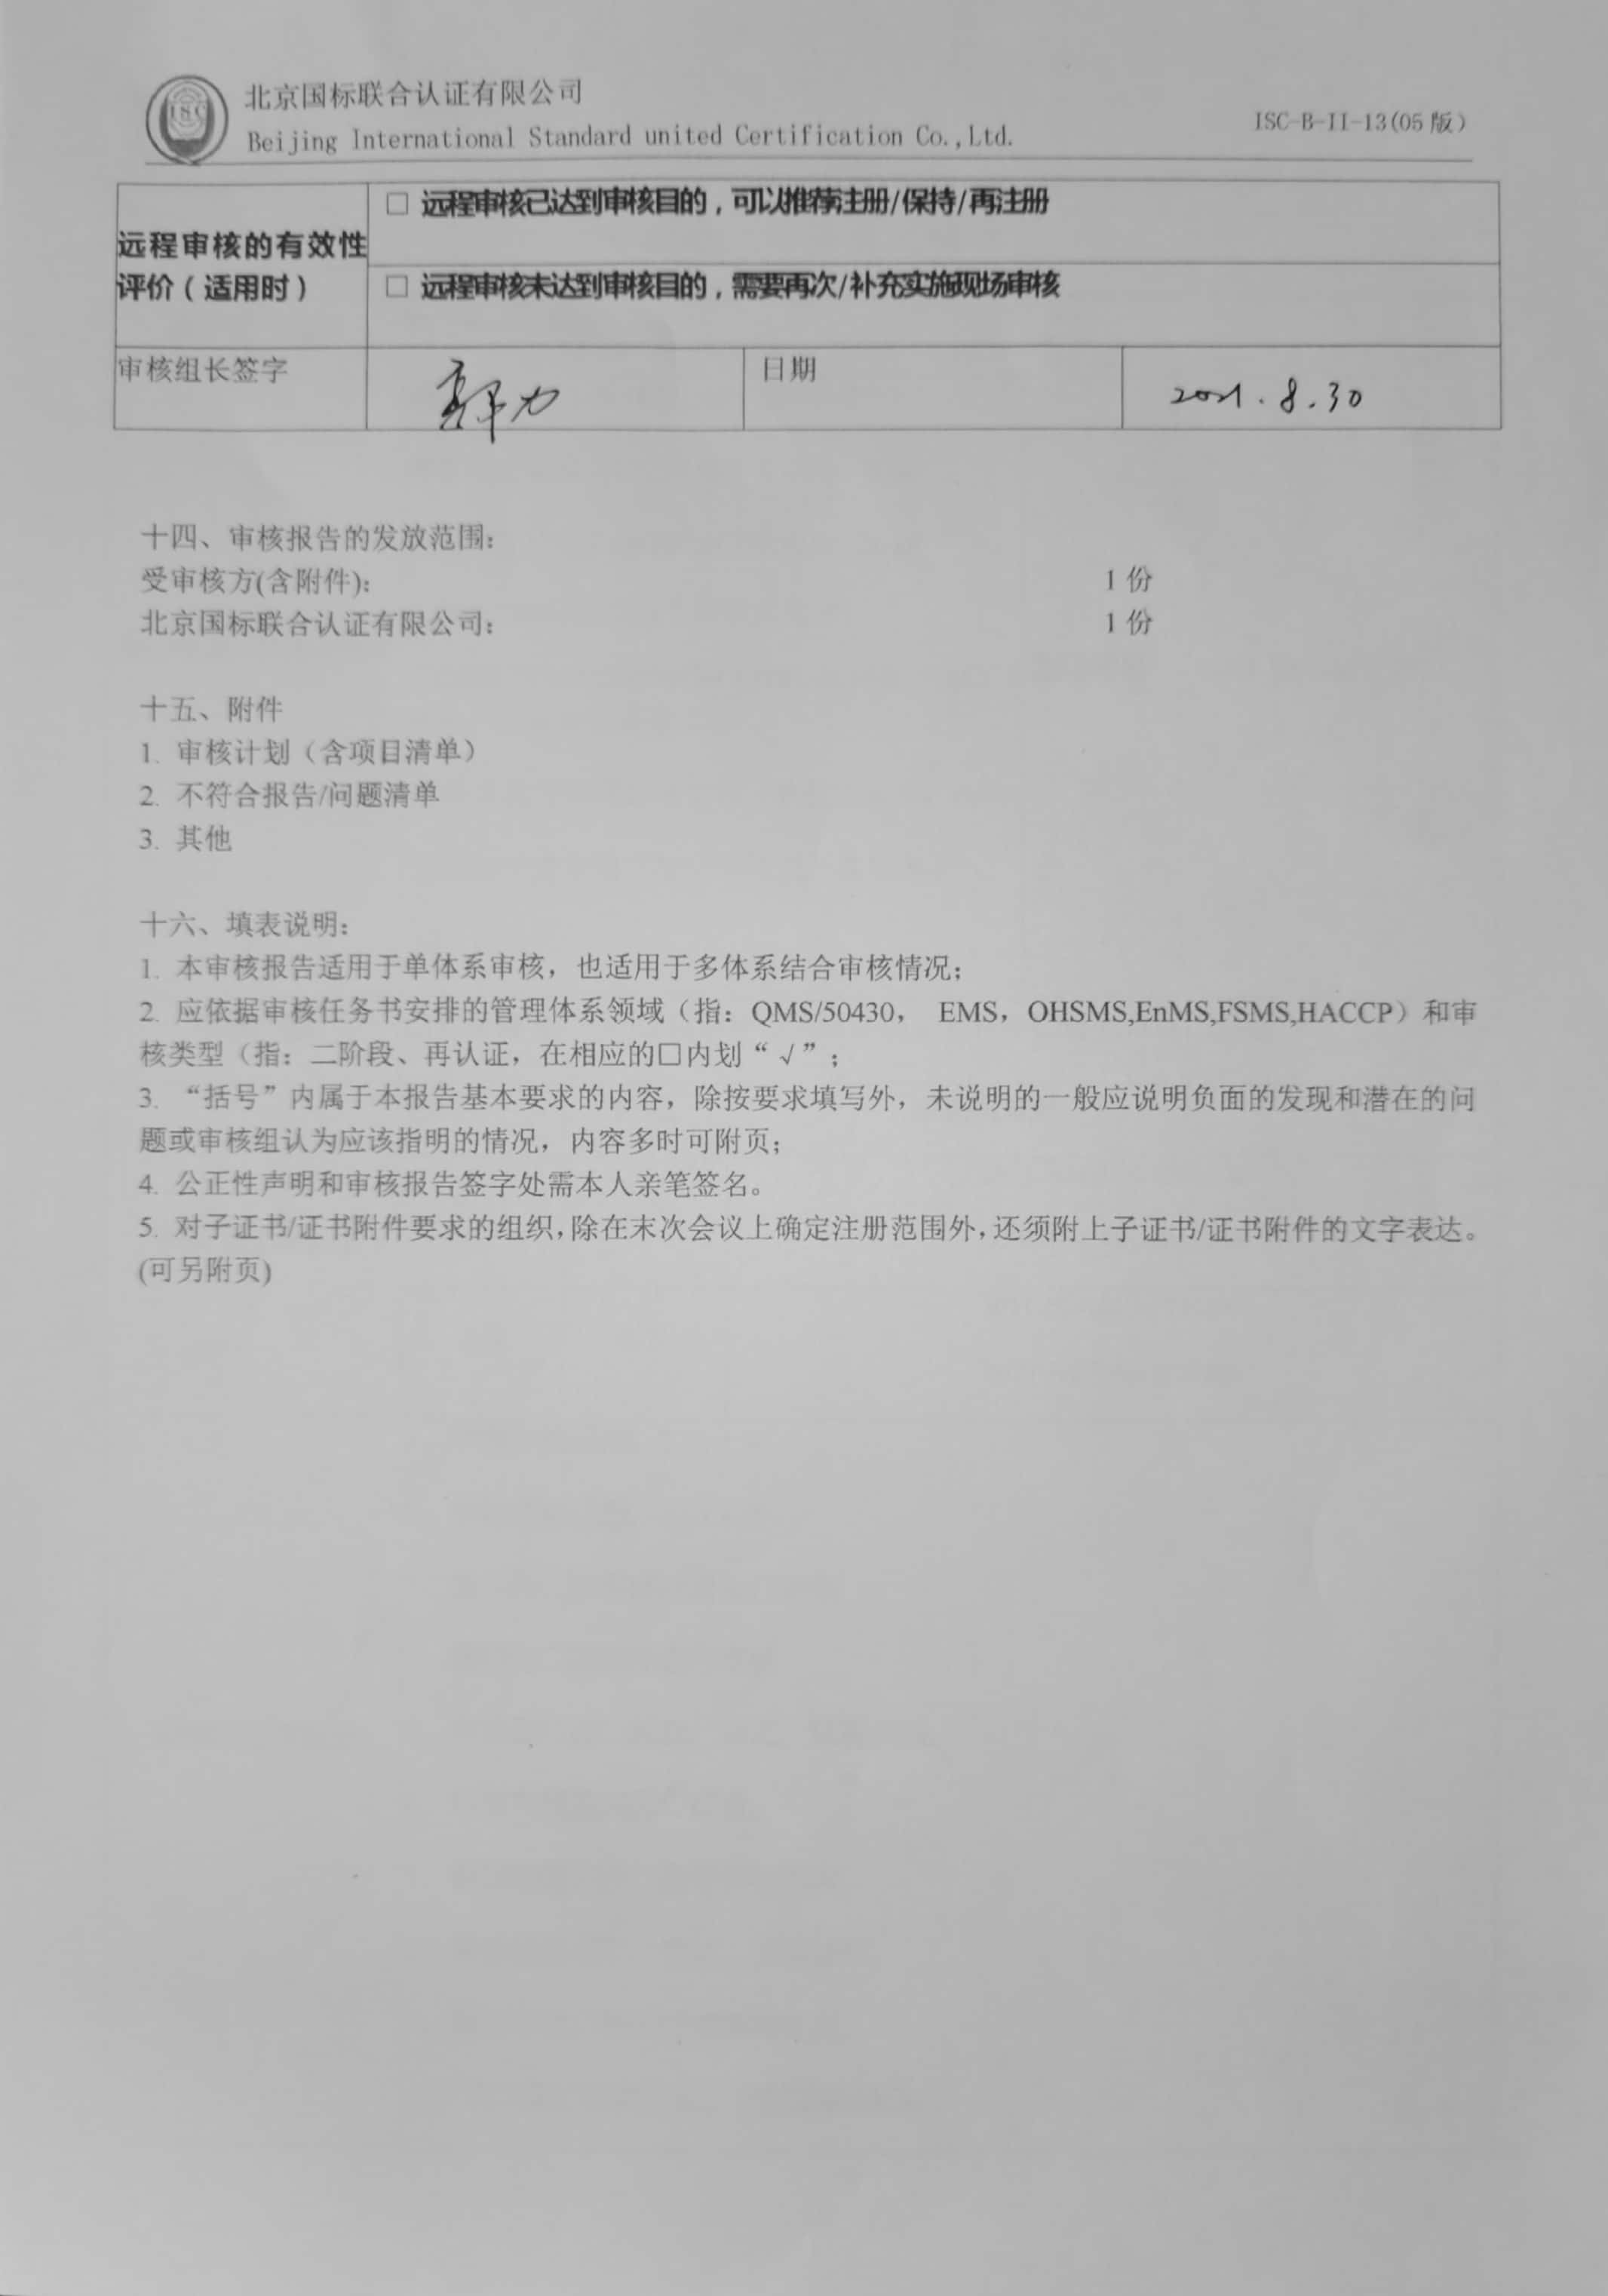 北京国标联合认证有限公司
Beijing International Standard united Certification Co.,Ltd.
ISC-B-II-13(05版)
ISC
远程审核的有效性
评价（适用时）
□ 远程审核已达到审核目的，可以推荐注册/保持/再注册
□ 远程审核未达到审核目的，需要再次/补充实施现场审核
审核组长签字
日期
2021.8.30
十四、审核报告的发放范围：
受审核方(含附件)： 1 份
北京国标联合认证有限公司： 1 份
十五、附件
1. 审核计划（含项目清单）
2. 不符合报告/问题清单
3. 其他
十六、填表说明：
1. 本审核报告适用于单体系审核，也适用于多体系结合审核情况；
2. 应依据审核任务书安排的管理体系领域（指：QMS/50430， EMS，OHSMS,EnMS,FSMS,HACCP）和审
核类型（指：二阶段、再认证，在相应的□内划“√”；
3. “括号”内属于本报告基本要求的内容，除按要求填写外，未说明的一般应说明负面的发现和潜在的问
题或审核组认为应该指明的情况，内容多时可附页；
4. 公正性声明和审核报告签字处需本人亲笔签名。
5. 对子证书/证书附件要求的组织，除在末次会议上确定注册范围外，还须附上子证书/证书附件的文字表达。
(可另附页)